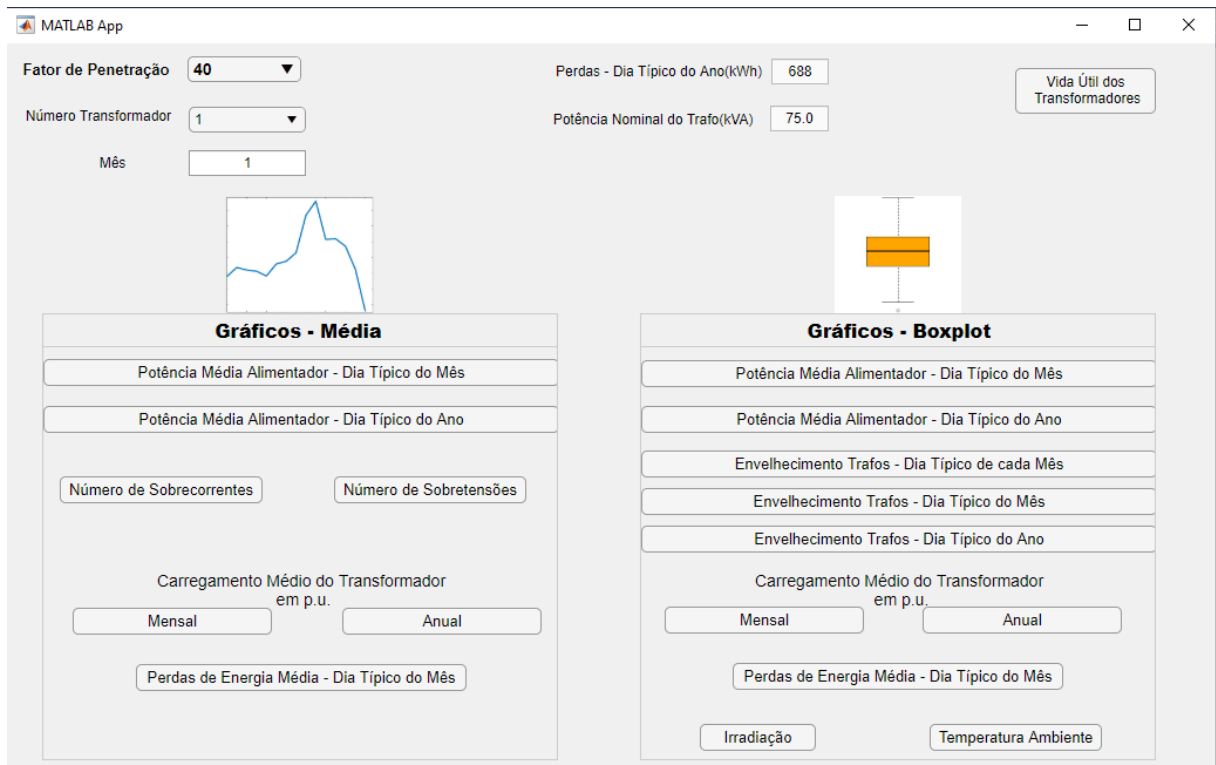 MATLAB App
Fator de Penetração 40
Perdas - Dia Típico do Ano(kWh) 688
Vida Útil dos
Transformadores
Número Transformador 1
Potência Nominal do Trafo(kVA) 75.0
Mês 1
Gráficos - Média
Potência Média Alimentador - Dia Típico do Mês
Potência Média Alimentador - Dia Típico do Ano
Número de Sobrecorrentes
Número de Sobretensões
Carregamento Médio do Transformador
em p.u.
Mensal
Anual
Perdas de Energia Média - Dia Típico do Mês
Gráficos - Boxplot
Potência Média Alimentador - Dia Típico do Mês
Potência Média Alimentador - Dia Típico do Ano
Envelhecimento Trafos - Dia Típico de cada Mês
Envelhecimento Trafos - Dia Típico do Mês
Envelhecimento Trafos - Dia Típico do Ano
Carregamento Médio do Transformador
em p.u.
Mensal
Anual
Perdas de Energia Média - Dia Típico do Mês
Irradiação
Temperatura Ambiente